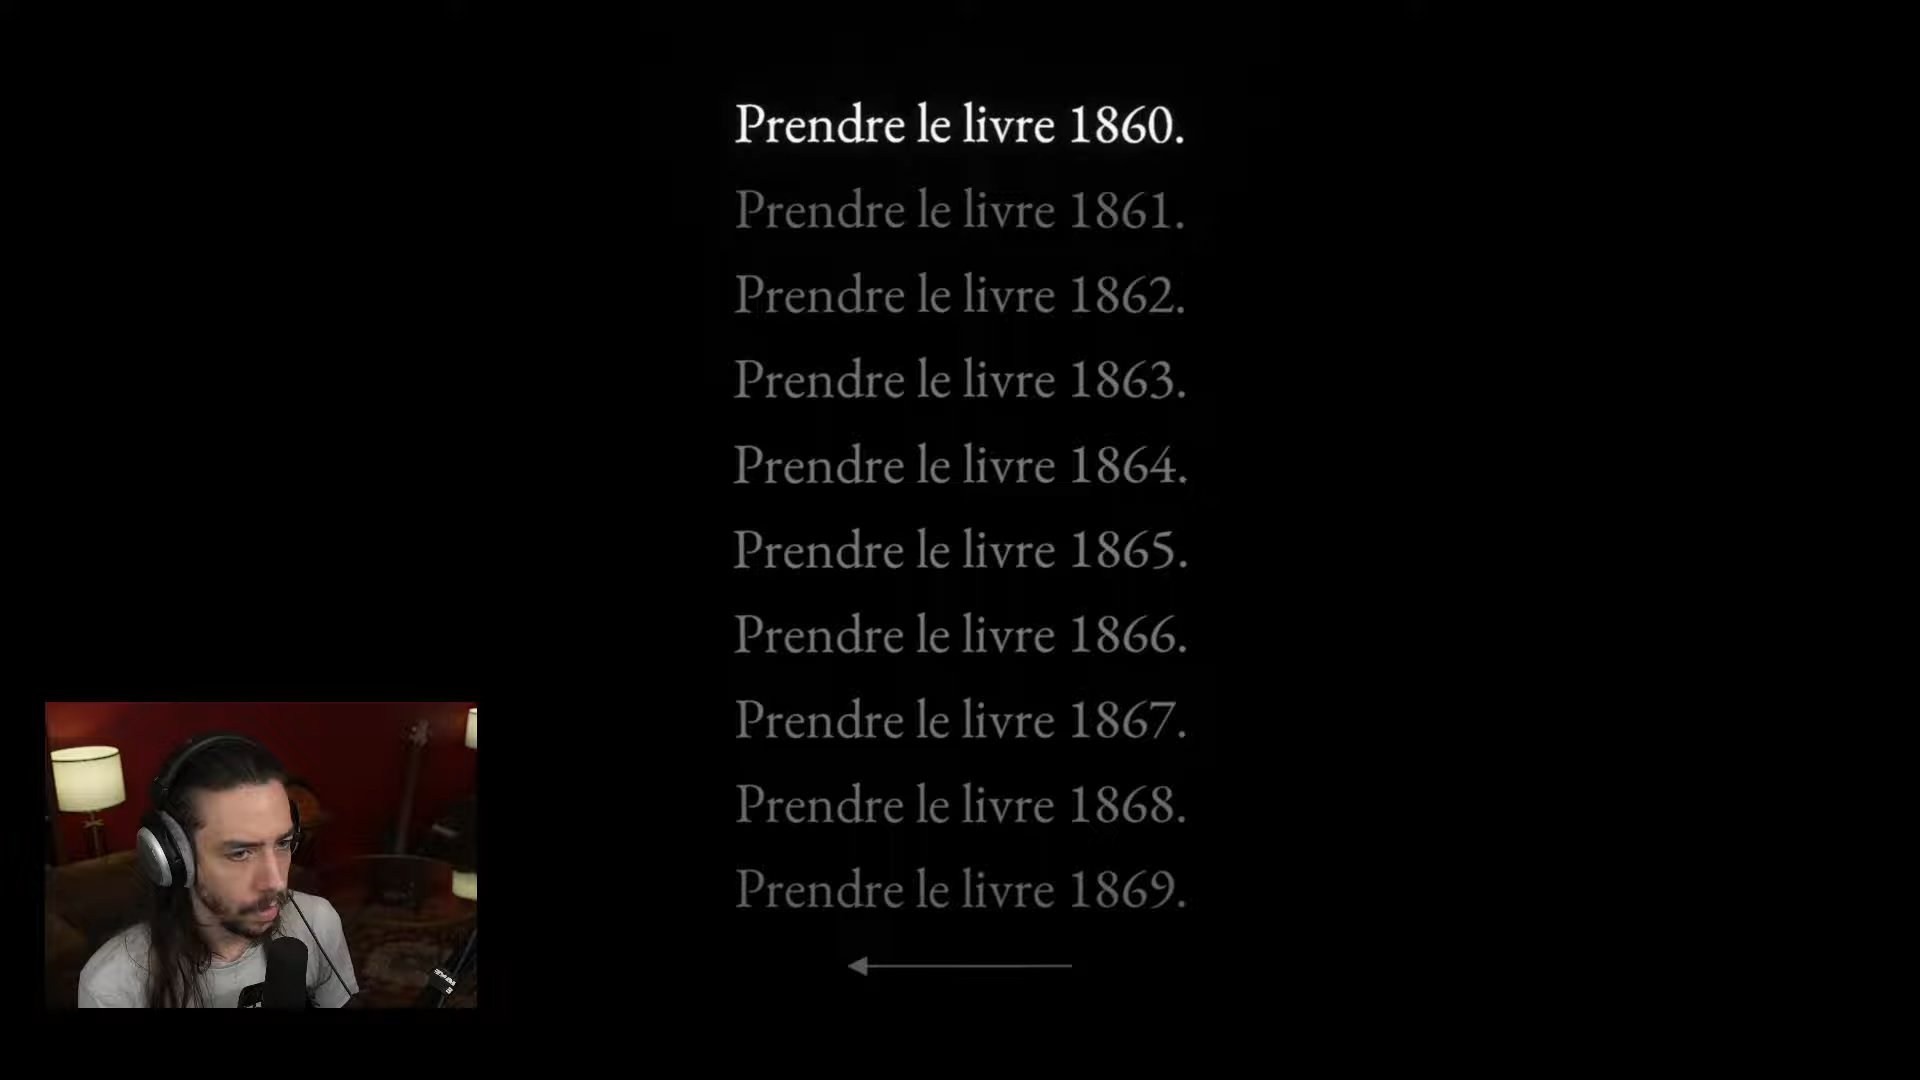 Prendre le livre 1860.
Prendre le livre 1861.
Prendre le livre 1862.
Prendre le livre 1863.
Prendre le livre 1864.
Prendre le livre 1865.
Prendre le livre 1866.
Prendre le livre 1867.
Prendre le livre 1868.
Prendre le livre 1869.